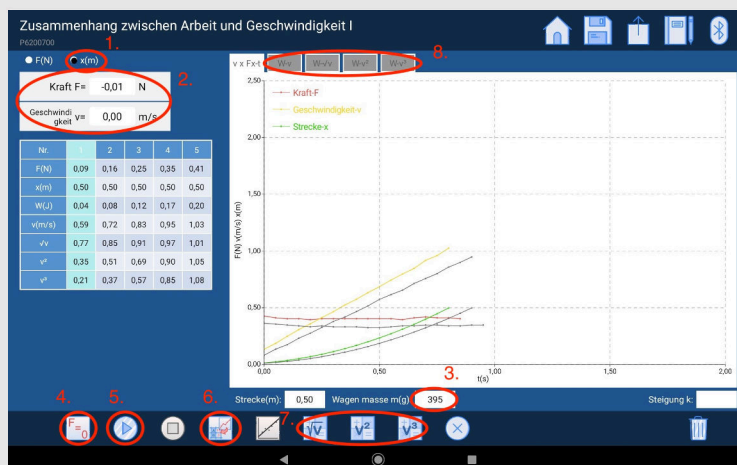 Zusammenhang zwischen Arbeit und Geschwindigkeit I
P6200700
1.
F(N) x(m)
2.
Kraft F= -0,01 N
Geschwindi
gkeit v= 0,00 m/s
Nr. 1 2 3 4 5
F(N) 0,09 0,16 0,25 0,35 0,41
x(m) 0,50 0,50 0,50 0,50 0,50
W(J) 0,04 0,08 0,12 0,17 0,20
v(m/s) 0,59 0,72 0,83 0,95 1,03
√v 0,77 0,85 0,91 0,97 1,01
v² 0,35 0,51 0,69 0,90 1,05
v³ 0,21 0,37 0,57 0,85 1,08
8.
v x Fx-t W-v W-√v W-v² W-v³
2,50
Kraft-F
Geschwindigkeit-v
Strecke-x
2,00
1,50
1,00
0,50
0,00
F(N) v(m/s) x(m)
0,00 0,50 1,00 1,50 2,00
t(s)
3.
Strecke(m): 0,50 Wagen masse m(g) 395 Steigung k:
4. 5. 6. 7.
F=0 √V V² V³